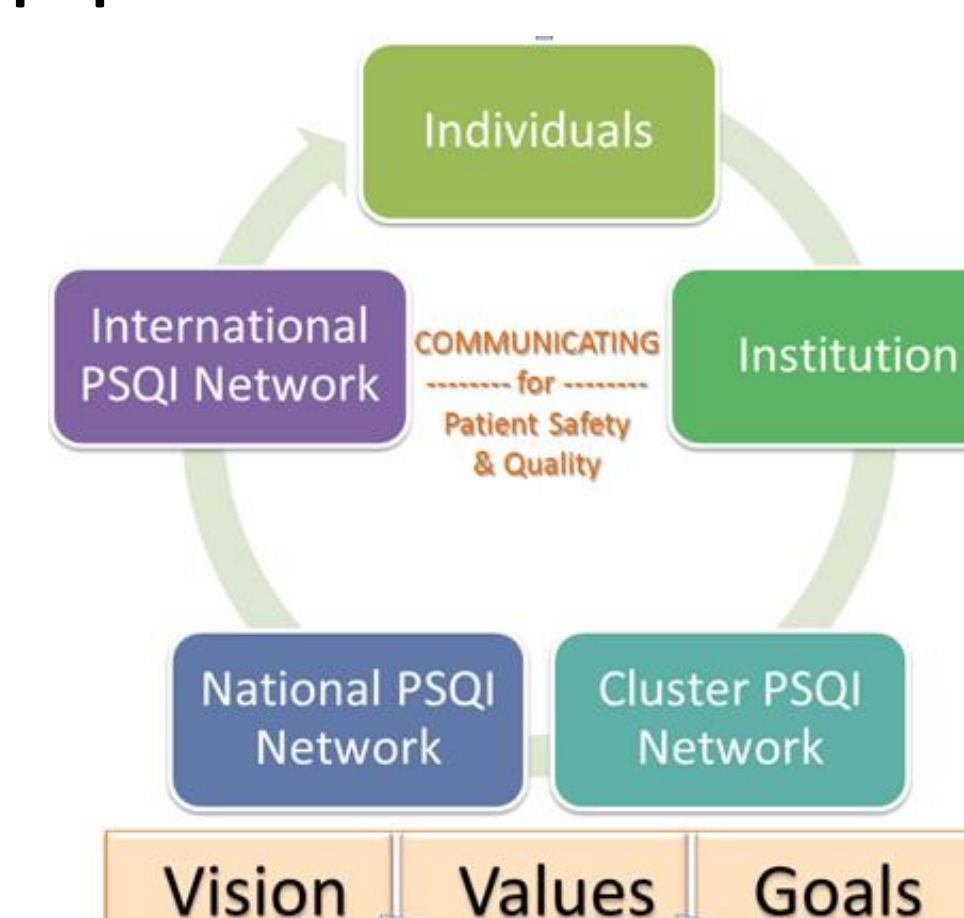 Individuals
International
PSQI Network
COMMUNICATING
-------- for --------
Patient Safety
& Quality
Institution
National PSQI
Network
Cluster PSQI
Network
Vision
Values
Goals